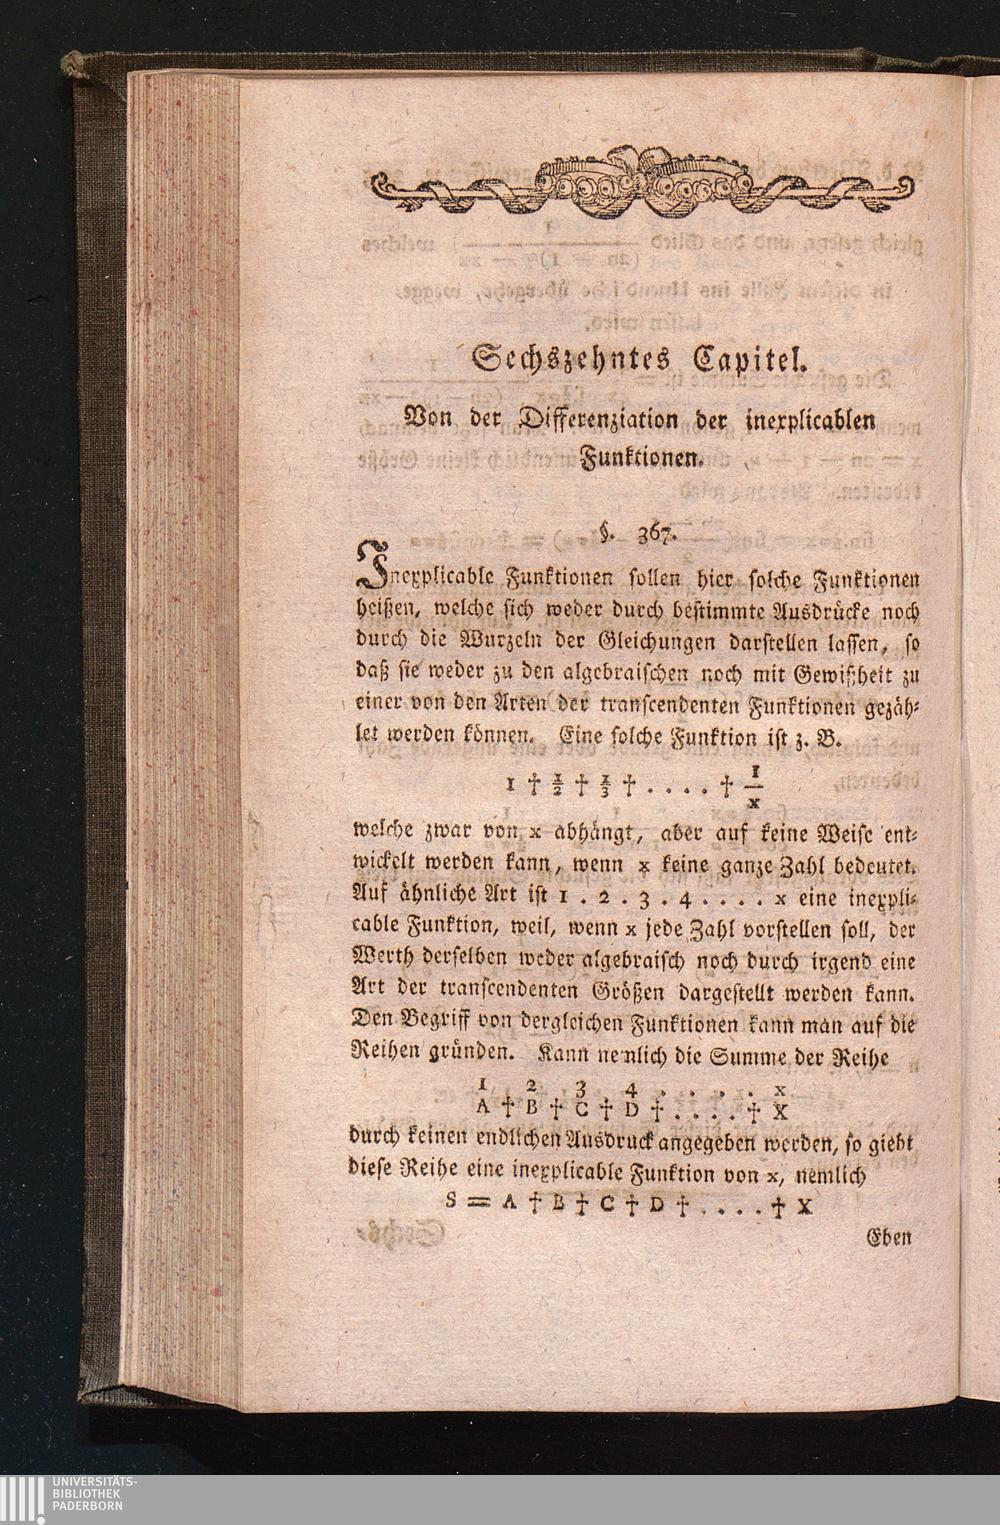 Sechszehntes Capitel.
Von der Differenziation der inexplicablen
Funktionen.
§. 367.
Inexplicable Funktionen sollen hier solche Funktionen
heißen, welche sich weder durch bestimmte Ausdrücke noch
durch die Wurzeln der Gleichungen darstellen lassen, so
daß sie weder zu den algebraischen noch mit Gewißheit zu
einer von den Arten der transcendenten Funktionen gezäh-
let werden können. Eine solche Funktion ist z. B.
1 † 1/2 † 1/3 † . . . . † 1/x
welche zwar von x abhängt, aber auf keine Weise ent-
wickelt werden kann, wenn x keine ganze Zahl bedeutet.
Auf ähnliche Art ist 1 . 2 . 3 . 4 . . . . x eine inexpli-
cable Funktion, weil, wenn x jede Zahl vorstellen soll, der
Werth derselben weder algebraisch noch durch irgend eine
Art der transcendenten Größen dargestellt werden kann.
Den Begriff von dergleichen Funktionen kann man auf die
Reihen gründen. Kann nemlich die Summe der Reihe
1 2 3 4 . . . . x
A † B † C † D † . . . . † X
durch keinen endlichen Ausdruck angegeben werden, so giebt
diese Reihe eine inexplicable Funktion von x, nemlich
S = A † B † C † D † . . . . † X
Eben
UNIVERSITÄTS-
BIBLIOTHEK
PADERBORN